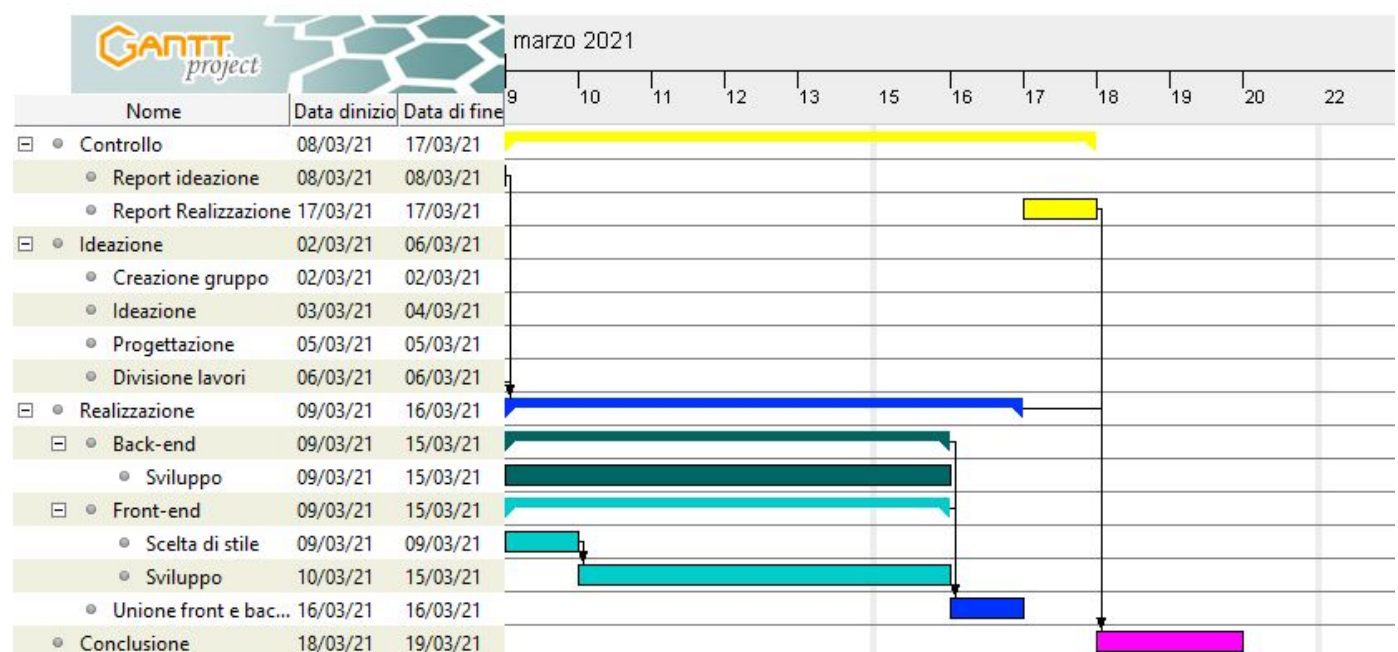 GANTT
project
marzo 2021
Nome Data dinizio Data di fine 9 10 11 12 13 15 16 17 18 19 20 22
Controllo 08/03/21 17/03/21
Report ideazione 08/03/21 08/03/21
Report Realizzazione 17/03/21 17/03/21
Ideazione 02/03/21 06/03/21
Creazione gruppo 02/03/21 02/03/21
Ideazione 03/03/21 04/03/21
Progettazione 05/03/21 05/03/21
Divisione lavori 06/03/21 06/03/21
Realizzazione 09/03/21 16/03/21
Back-end 09/03/21 15/03/21
Sviluppo 09/03/21 15/03/21
Front-end 09/03/21 15/03/21
Scelta di stile 09/03/21 09/03/21
Sviluppo 10/03/21 15/03/21
Unione front e bac... 16/03/21 16/03/21
Conclusione 18/03/21 19/03/21